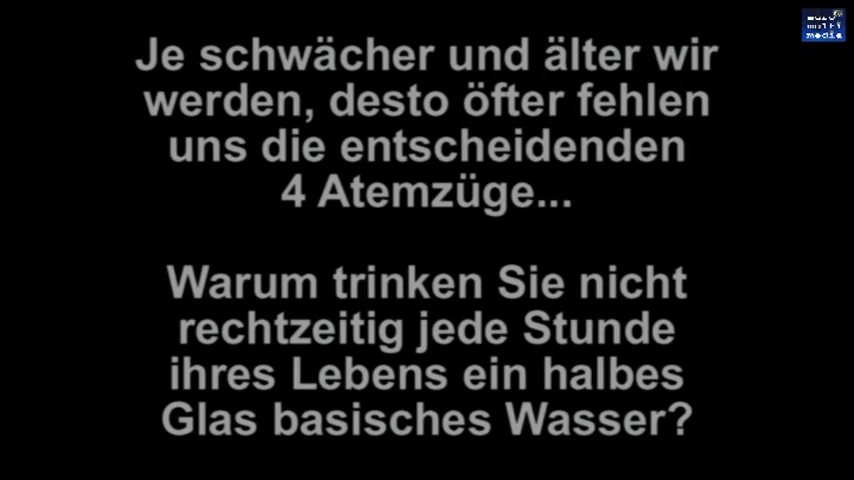 Je schwächer und älter wir
werden, desto öfter fehlen
uns die entscheidenden
4 Atemzüge...
Warum trinken Sie nicht
rechtzeitig jede Stunde
ihres Lebens ein halbes
Glas basisches Wasser?
media